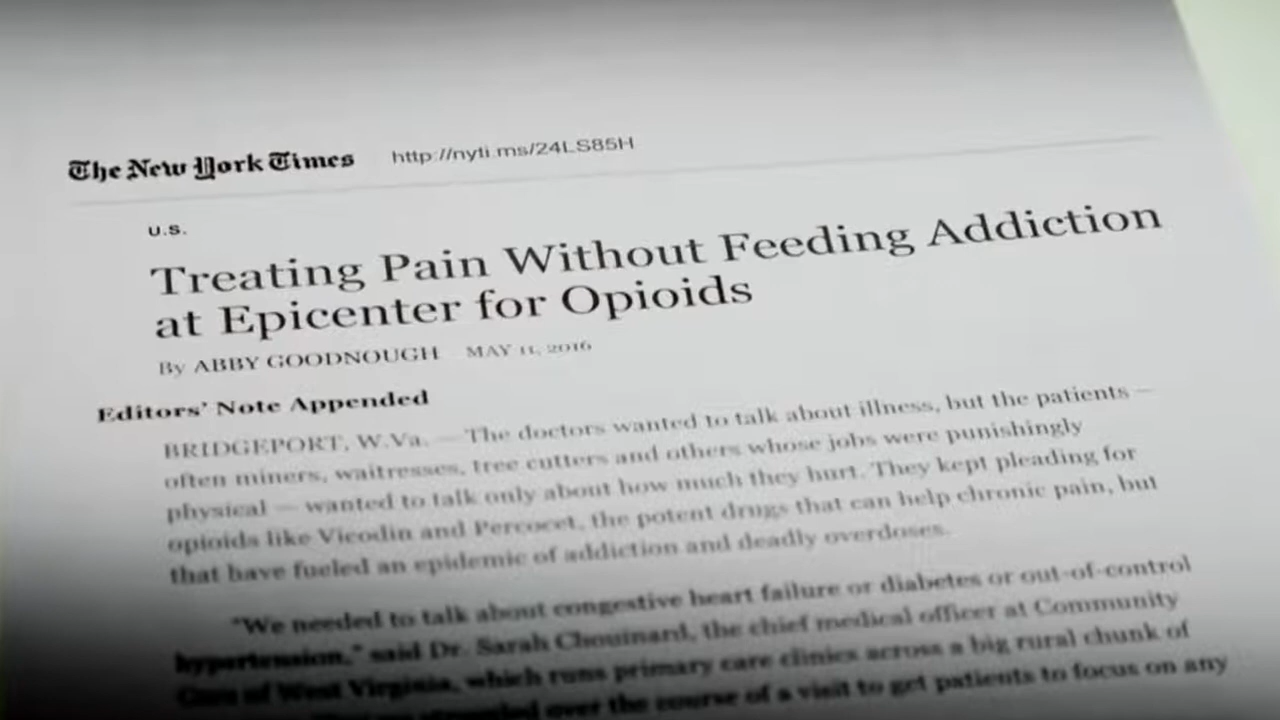 The New York Times http://nyti.ms/24LS85H
U.S.
Treating Pain Without Feeding Addiction
at Epicenter for Opioids
By ABBY GOODNOUGH MAY 11, 2016
Editors' Note Appended
BRIDGEPORT, W.Va. — The doctors wanted to talk about illness, but the patients —
often miners, waitresses, tree cutters and others whose jobs were punishingly
physical — wanted to talk only about how much they hurt. They kept pleading for
opioids like Vicodin and Percocet, the potent drugs that can help chronic pain, but
that have fueled an epidemic of addiction and deadly overdoses.
"We needed to talk about congestive heart failure or diabetes or out-of-control
hypertension," said Dr. Sarah Chouinard, the chief medical officer at Community
Care of West Virginia, which runs primary care clinics across a big rural chunk of
over the course of a visit to get patients to focus on any